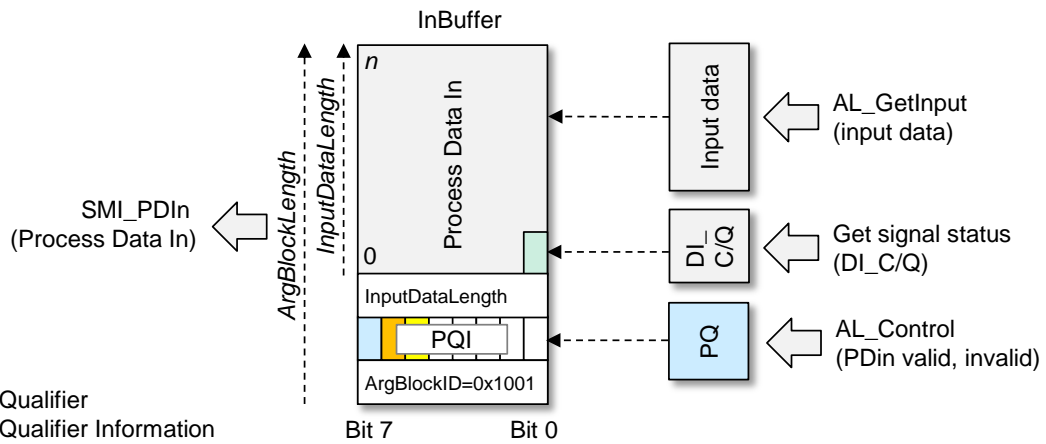 InBuffer
n
Process Data In
0
InputDataLength
PQI
ArgBlockID=0x1001
Bit 7
Bit 0
ArgBlockLength
InputDataLength
SMI_PDIn
(Process Data In)
Input data
AL_GetInput
(input data)
DI_
C/Q
Get signal status
(DI_C/Q)
PQ
AL_Control
(PDin valid, invalid)
Qualifier
Qualifier Information